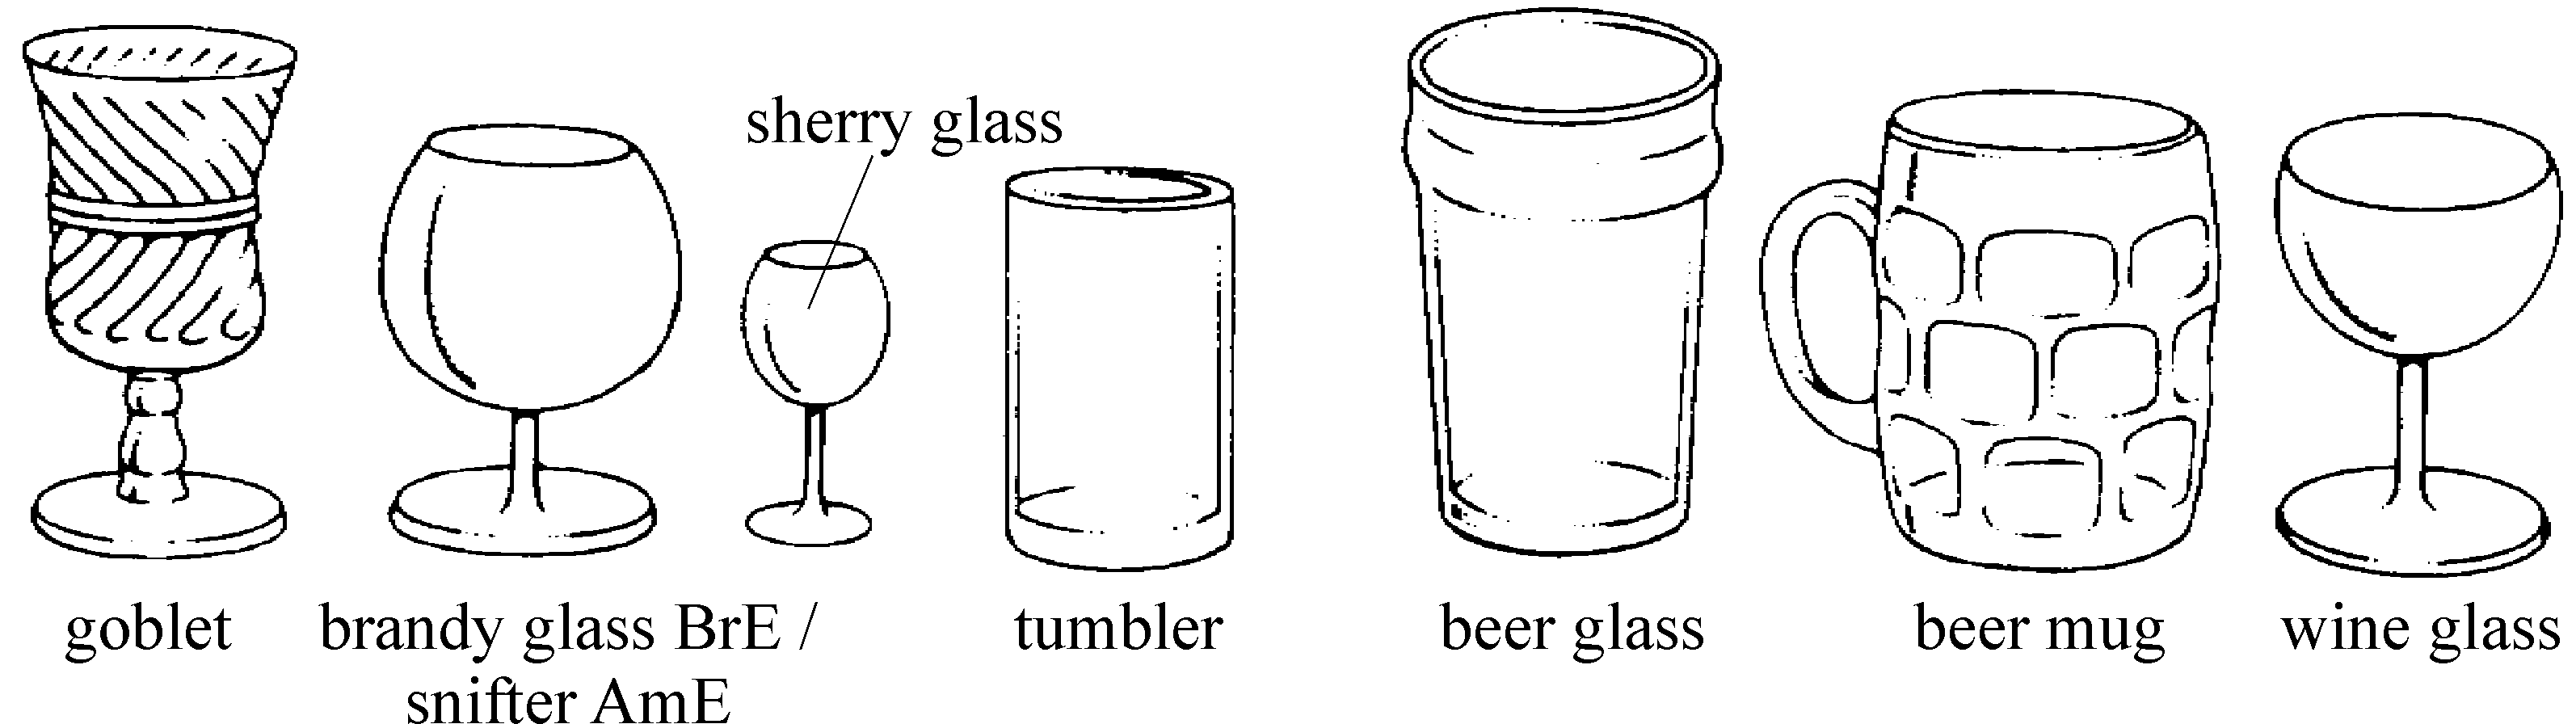 sherry glass
goblet
brandy glass BrE /
snifter AmE
tumbler
beer glass
beer mug
wine glass